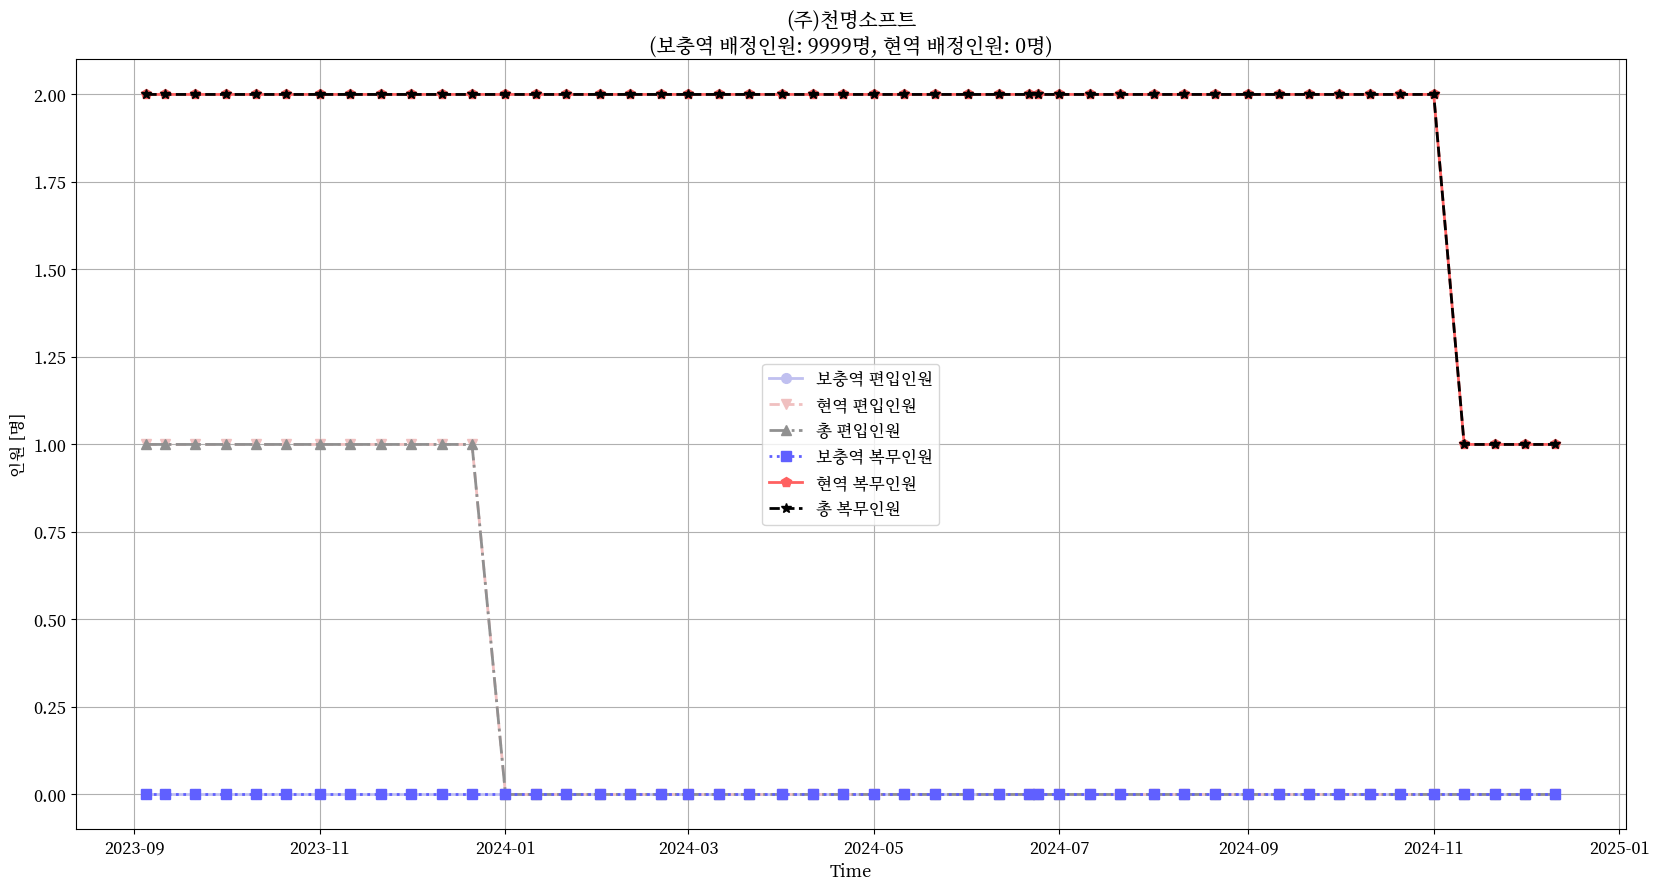 (주)천명소프트
(보충역 배정인원: 9999명, 현역 배정인원: 0명)
인원 [명]
2.00
1.75
1.50
1.25
1.00
0.75
0.50
0.25
0.00
보충역 편입인원
현역 편입인원
총 편입인원
보충역 복무인원
현역 복무인원
총 복무인원
2023-09
2023-11
2024-01
2024-03
2024-05
2024-07
2024-09
2024-11
2025-01
Time